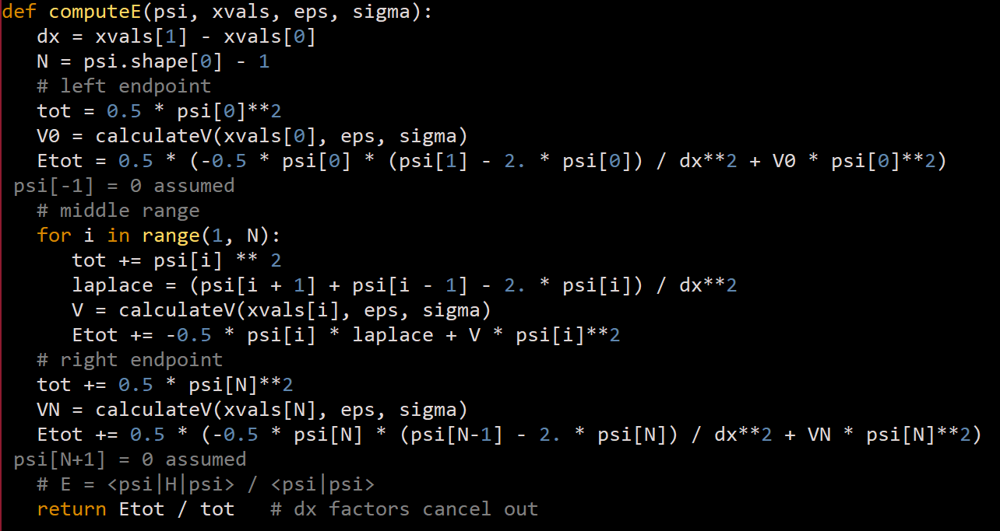 def computeE(psi, xvals, eps, sigma):
   dx = xvals[1] - xvals[0]
   N = psi.shape[0] - 1
   # left endpoint
   tot = 0.5 * psi[0]**2
   V0 = calculateV(xvals[0], eps, sigma)
   Etot = 0.5 * (-0.5 * psi[0] * (psi[1] - 2. * psi[0]) / dx**2 + V0 * psi[0]**2)
 psi[-1] = 0 assumed
   # middle range
   for i in range(1, N):
      tot += psi[i] ** 2
      laplace = (psi[i + 1] + psi[i - 1] - 2. * psi[i]) / dx**2
      V = calculateV(xvals[i], eps, sigma)
      Etot += -0.5 * psi[i] * laplace + V * psi[i]**2
   # right endpoint
   tot += 0.5 * psi[N]**2
   VN = calculateV(xvals[N], eps, sigma)
   Etot += 0.5 * (-0.5 * psi[N] * (psi[N-1] - 2. * psi[N]) / dx**2 + VN * psi[N]**2)
 psi[N+1] = 0 assumed
   # E = <psi|H|psi> / <psi|psi>
   return Etot / tot   # dx factors cancel out